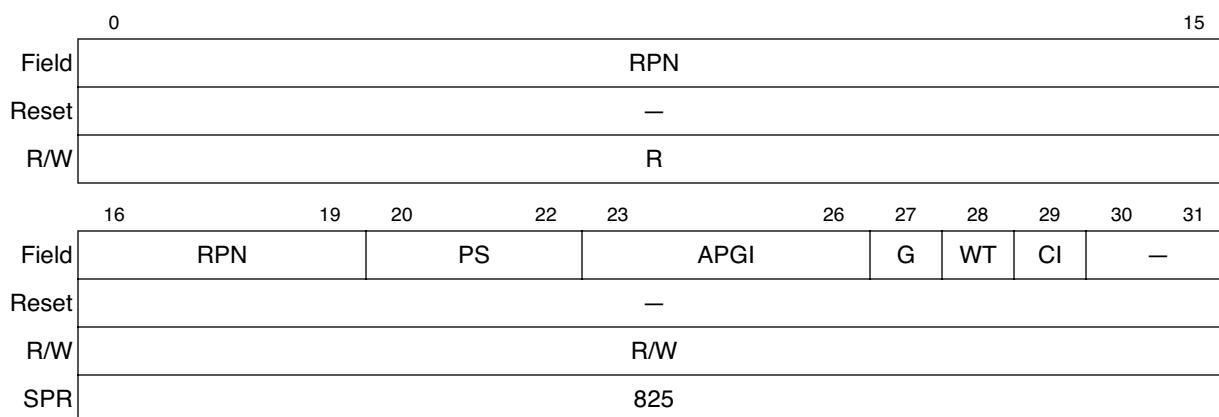 0 15
Field RPN
Reset —
R/W R
16 19 20 22 23 26 27 28 29 30 31
Field RPN PS APGI G WT CI —
Reset —
R/W R/W
SPR 825